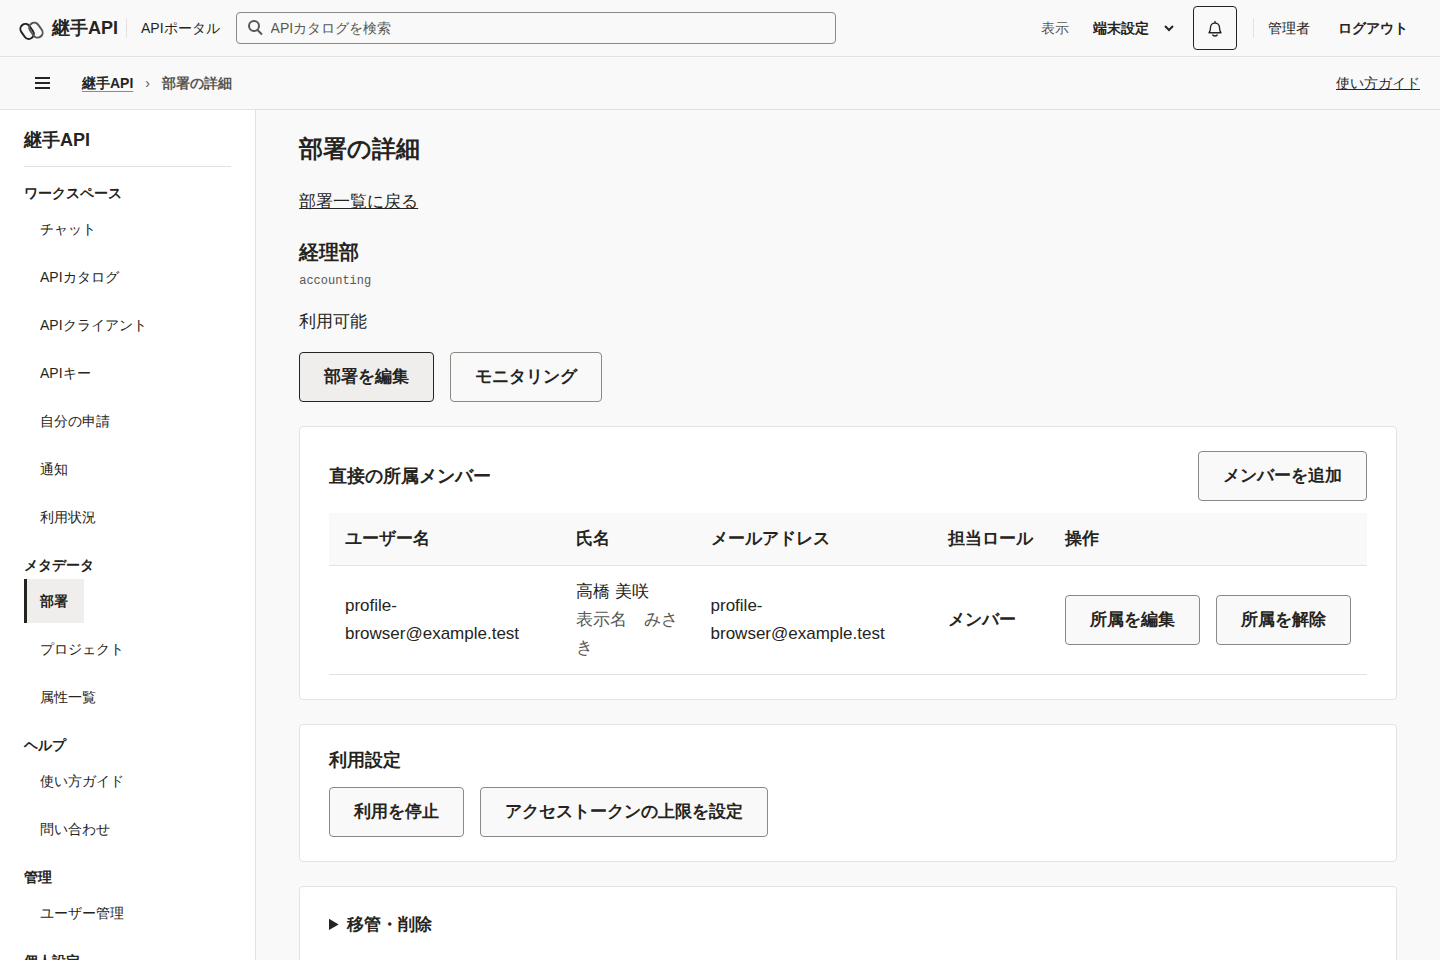 継手API
APIポータル
APIカタログを検索
表示
端末設定
管理者
ログアウト
継手API › 部署の詳細
使い方ガイド
継手API
ワークスペース
チャット
APIカタログ
APIクライアント
APIキー
自分の申請
通知
利用状況
メタデータ
部署
プロジェクト
属性一覧
ヘルプ
使い方ガイド
問い合わせ
管理
ユーザー管理
個人設定
部署の詳細
部署一覧に戻る
経理部
accounting
利用可能
部署を編集
モニタリング
直接の所属メンバー
メンバーを追加
ユーザー名 氏名 メールアドレス 担当ロール 操作
profile-
browser@example.test
高橋 美咲
表示名 みさ
き
profile-
browser@example.test
メンバー
所属を編集
所属を解除
利用設定
利用を停止
アクセストークンの上限を設定
▶ 移管・削除